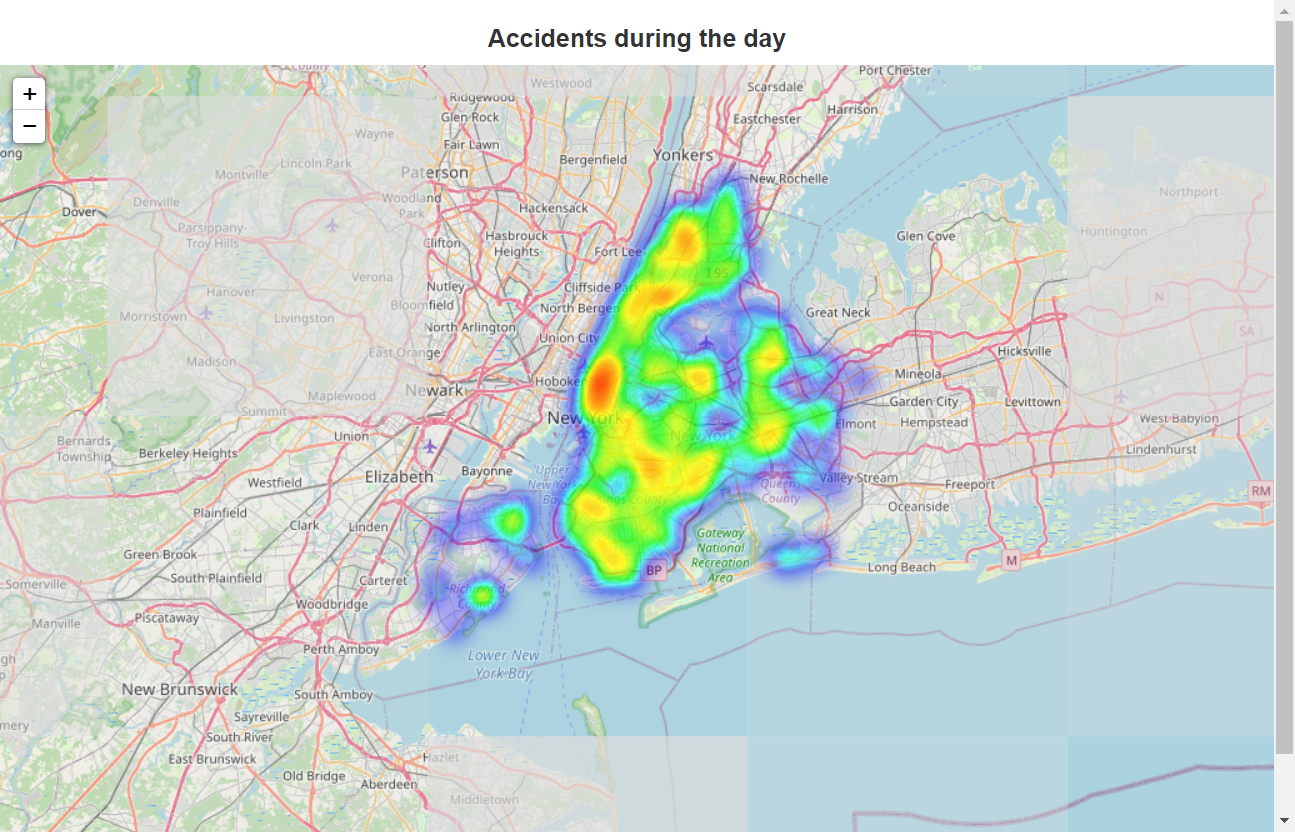 Accidents during the day
+
−
County
Westwood
Port Chester
Scarsdale
Ridgewood
Glen Rock
Eastchester
Harrison
Wayne
Fair Lawn
Bergenfield
Yonkers
Lincoln Park
Montville
Paterson
New Rochelle
Northport
Denville
Woodland
Park
Hackensack
Dover
Parsippany-
Troy Hills
Clifton
Hasbrouck
Heights
Fort Lee
Glen Cove
Huntington
Verona
I 95
Hanover
Nutley
Cliffside Park
N
Bloomfield
Morristown
Livingston
North Arlington
North Bergen
Great Neck
SA
Madison
East Orange
Union City
Hicksville
Newark
Hoboken
Mineola
Maplewood
Garden City
Levittown
Summit
New York
Hempstead
West Babylon
Bernards
Township
Union
New York
Elmont
Berkeley Heights
Lindenhurst
Elizabeth
Bayonne
Upper
New York
Bay
Valley Stream
Westfield
Kings County
Queens
County
Freeport
RM
Plainfield
Oceanside
Clark
Linden
Gateway
National
Recreation
Area
Green Brook
South Plainfield
Carteret
BP
Long Beach
M
Somerville
Richmond
County
Woodbridge
Piscataway
Manville
Perth Amboy
Lower New
York Bay
New Brunswick
South Amboy
Sayreville
South River
East Brunswick
Hazlet
Old Bridge
Aberdeen
Middletown